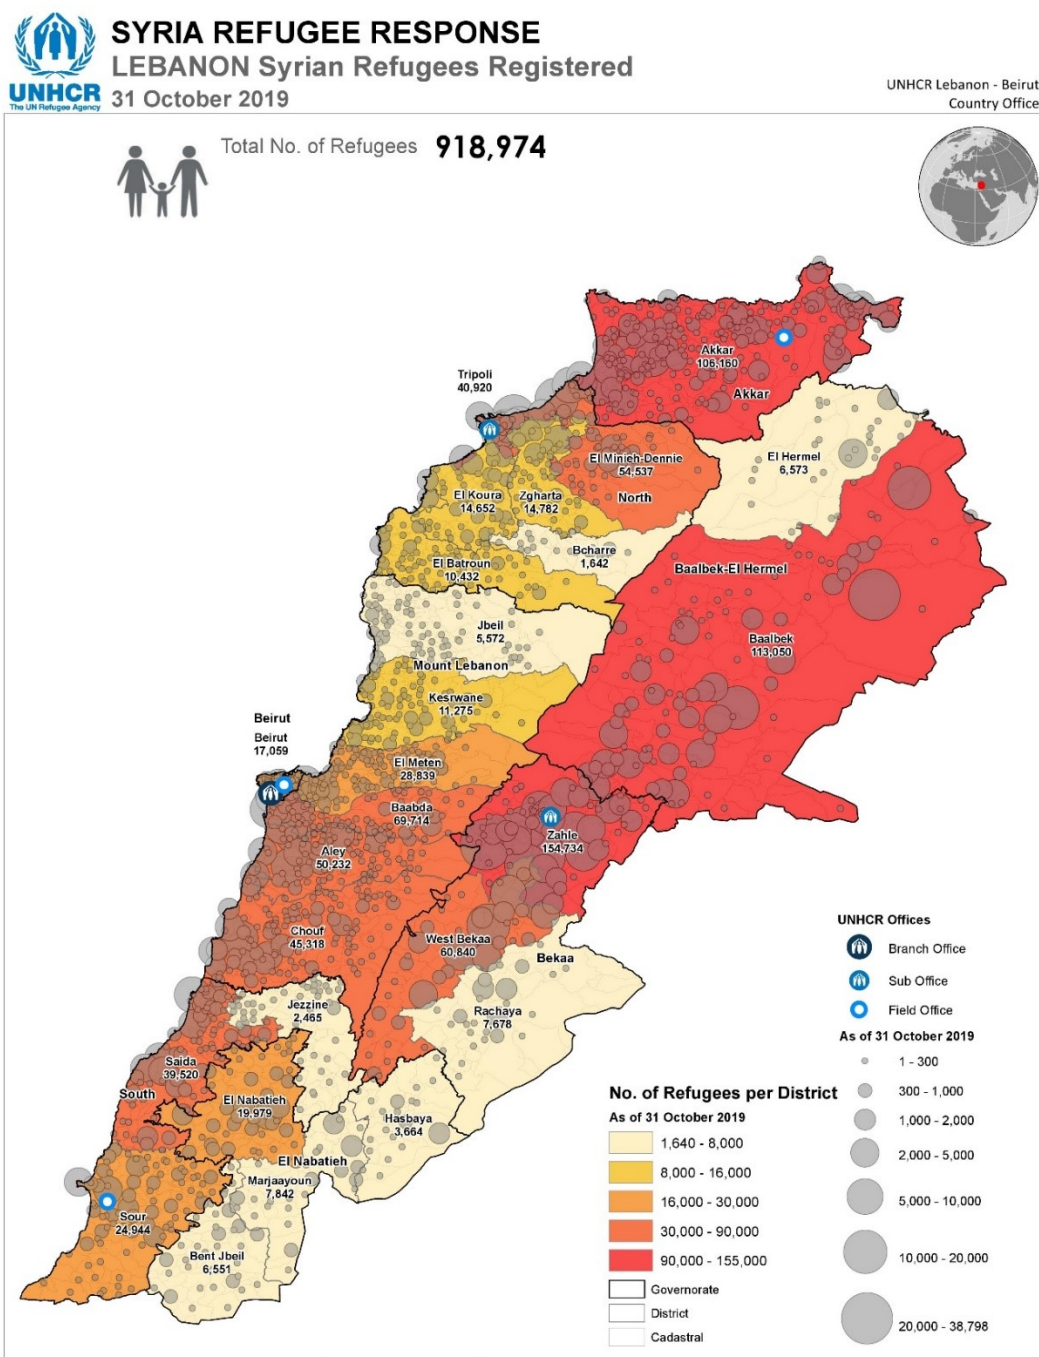 SYRIA REFUGEE RESPONSE
LEBANON Syrian Refugees Registered
31 October 2019
UNHCR
The UN Refugee Agency
UNHCR Lebanon - Beirut
Country Office
Total No. of Refugees 918,974
Akkar
106,160
Akkar
Tripoli
40,920
El Hermel
6,573
El Minieh-Dennie
54,537
North
El Koura
14,652
Zgharta
14,782
Bcharre
1,642
El Batroun
10,432
Baalbek-El Hermel
Jbeil
5,572
Baalbek
113,050
Mount Lebanon
Kesrwane
11,275
Beirut
Beirut
17,059
El Meten
28,839
Baabda
69,714
Zahle
154,734
Aley
50,232
Chouf
45,318
West Bekaa
60,840
Bekaa
Jezzine
2,465
Rachaya
7,678
Saida
39,520
South
El Nabatieh
19,979
Hasbaya
3,664
El Nabatieh
Marjaayoun
7,842
Sour
24,944
Bent Jbeil
6,551
UNHCR Offices
Branch Office
Sub Office
Field Office
As of 31 October 2019
1 - 300
300 - 1,000
1,000 - 2,000
2,000 - 5,000
5,000 - 10,000
10,000 - 20,000
20,000 - 38,798
No. of Refugees per District
As of 31 October 2019
1,640 - 8,000
8,000 - 16,000
16,000 - 30,000
30,000 - 90,000
90,000 - 155,000
Governorate
District
Cadastral